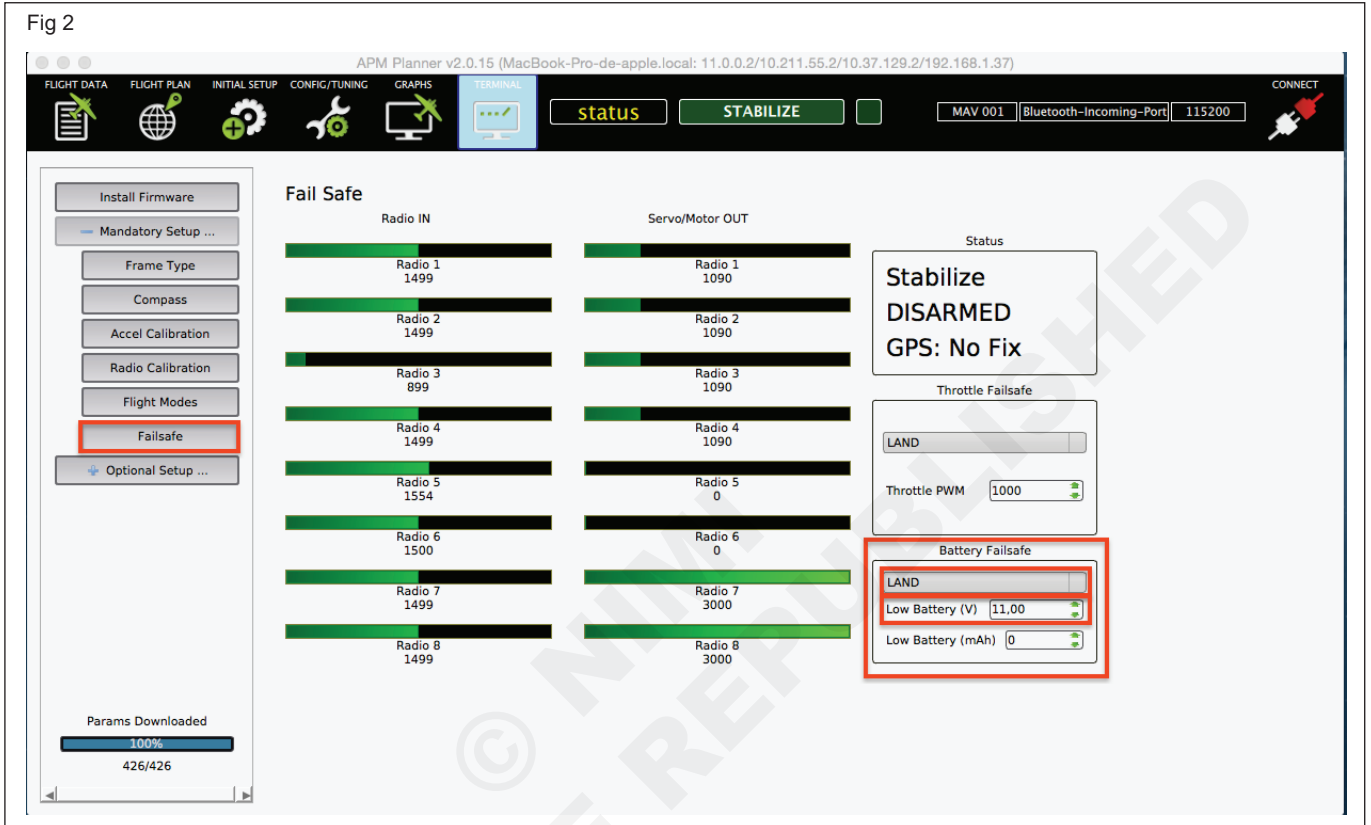 Fig 2
APM Planner v2.0.15 (MacBook-Pro-de-apple.local: 11.0.0.2/10.211.55.2/10.37.129.2/192.168.1.37)
FLIGHT DATA FLIGHT PLAN INITIAL SETUP CONFIG/TUNING GRAPHS TERMINAL CONNECT
status STABILIZE MAV 001 Bluetooth-Incoming-Port 115200
Install Firmware
Mandatory Setup ...
Frame Type
Compass
Accel Calibration
Radio Calibration
Flight Modes
Failsafe
Optional Setup ...
Params Downloaded
100%
426/426
Fail Safe
Radio IN
Radio 1
1499
Radio 2
1499
Radio 3
899
Radio 4
1499
Radio 5
1554
Radio 6
1500
Radio 7
1499
Radio 8
1499
Servo/Motor OUT
Radio 1
1090
Radio 2
1090
Radio 3
1090
Radio 4
1090
Radio 5
0
Radio 6
0
Radio 7
3000
Radio 8
3000
Status
Stabilize
DISARMED
GPS: No Fix
Throttle Failsafe
LAND
Throttle PWM 1000
Battery Failsafe
LAND
Low Battery (V) 11,00
Low Battery (mAh) 0
© NIMI
REPUBLISHED